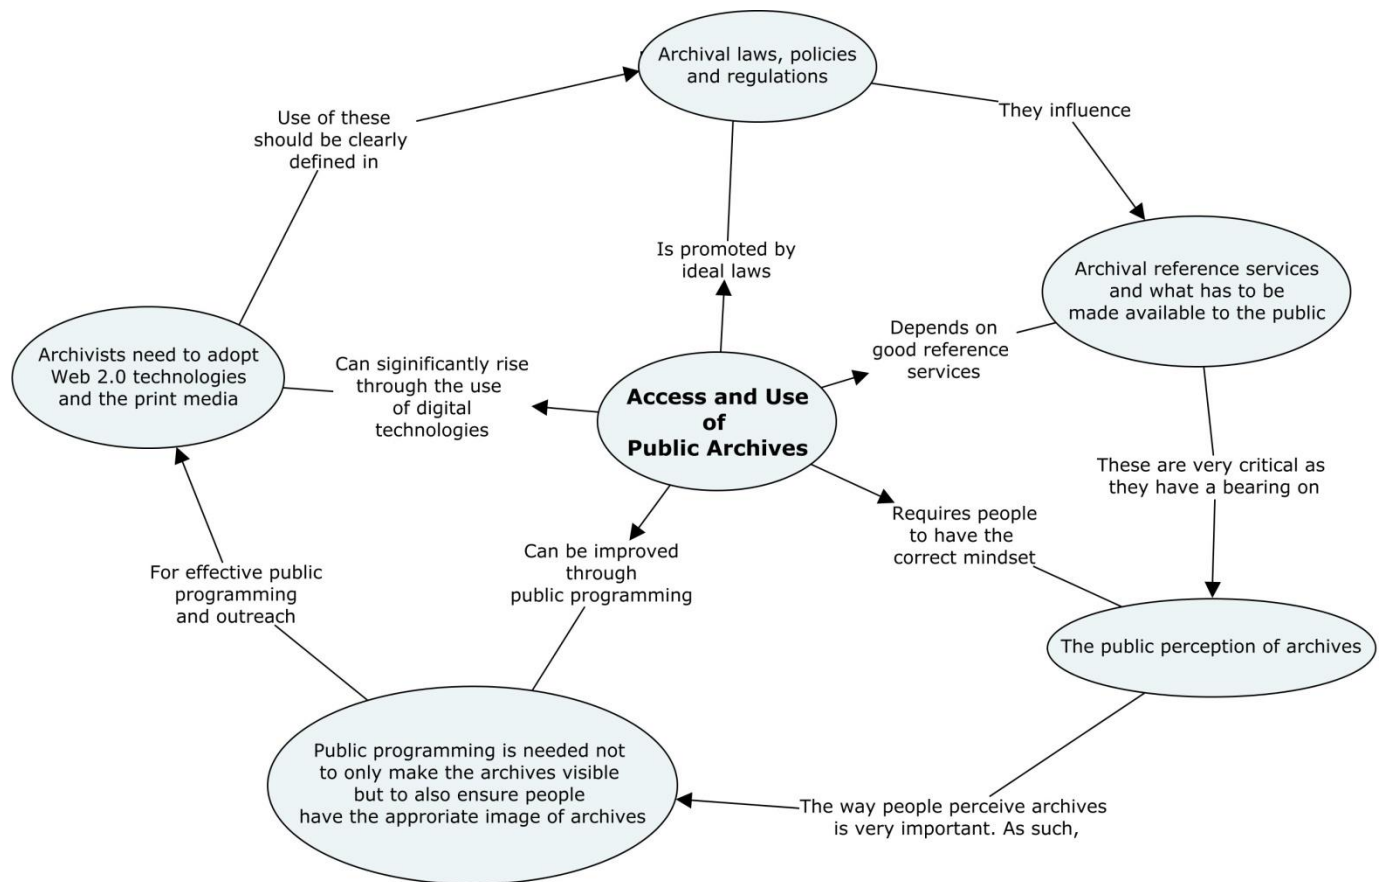 Archival laws, policies
and regulations
Use of these
should be clearly
defined in
They influence
Is promoted by
ideal laws
Archival reference services
and what has to be
made available to the public
Depends on
good reference
services
Archivists need to adopt
Web 2.0 technologies
and the print media
Can siginificantly rise
through the use
of digital
technologies
Access and Use
of
Public Archives
These are very critical as
they have a bearing on
Requires people
to have the
correct mindset
Can be improved
through
public programming
For effective public
programming
and outreach
The public perception of archives
Public programming is needed not
to only make the archives visible
but to also ensure people
have the approriate image of archives
The way people perceive archives
is very important. As such,